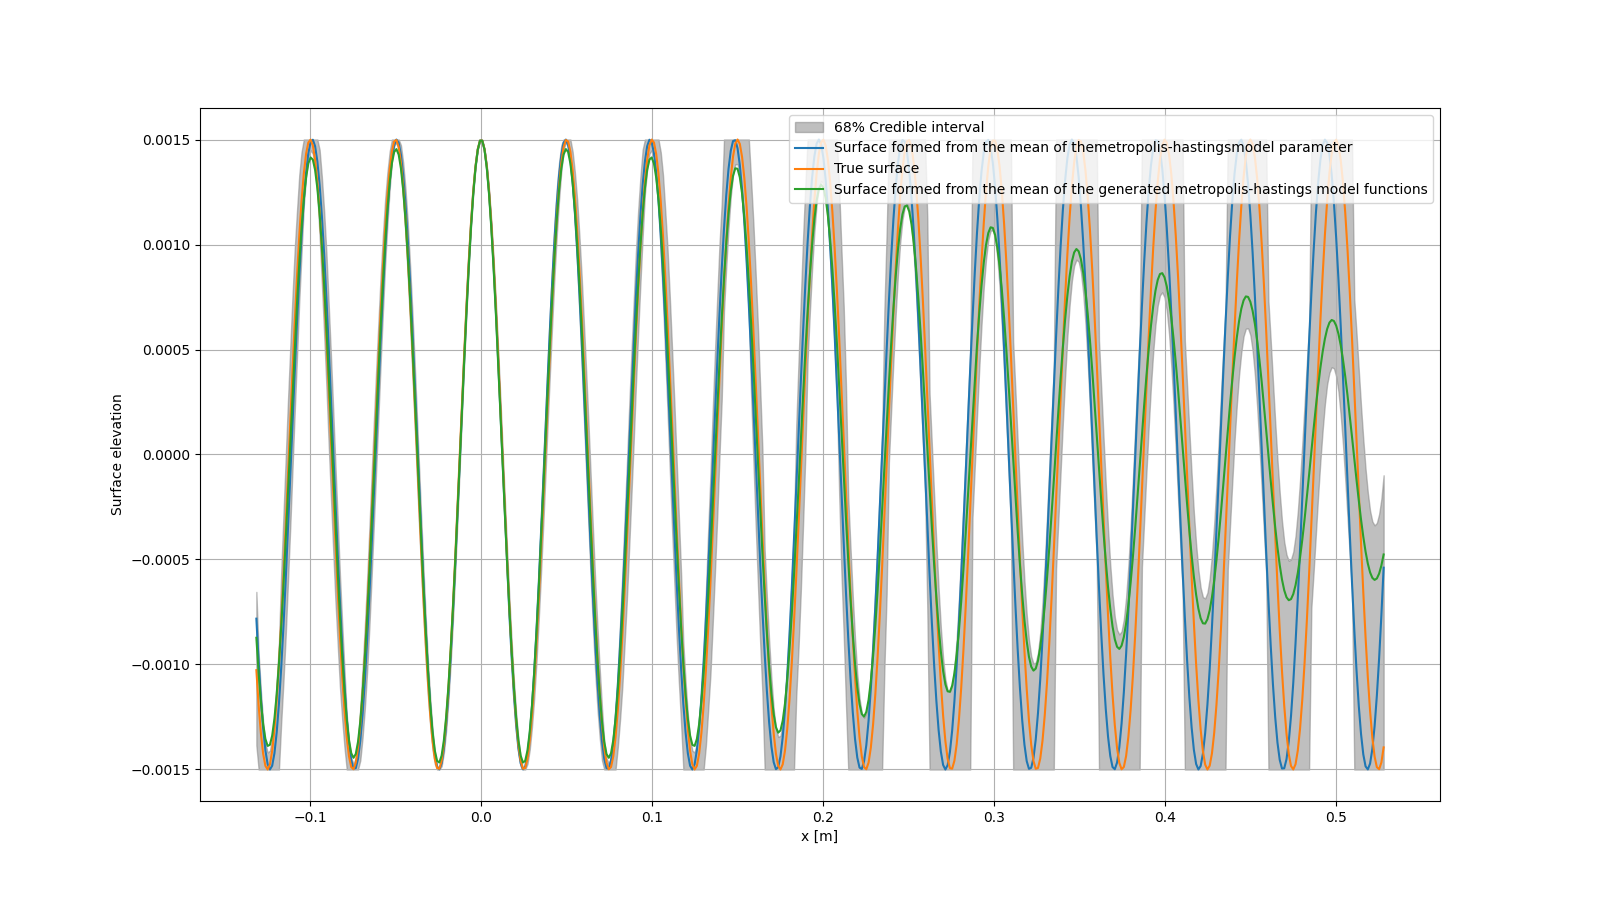 0.0015
0.0010
0.0005
0.0000
−0.0005
−0.0010
−0.0015
Surface elevation
68% Credible interval
Surface formed from the mean of themetropolis-hastingsmodel parameter
True surface
Surface formed from the mean of the generated metropolis-hastings model functions
−0.1
0.0
0.1
0.2
0.3
0.4
0.5
x [m]